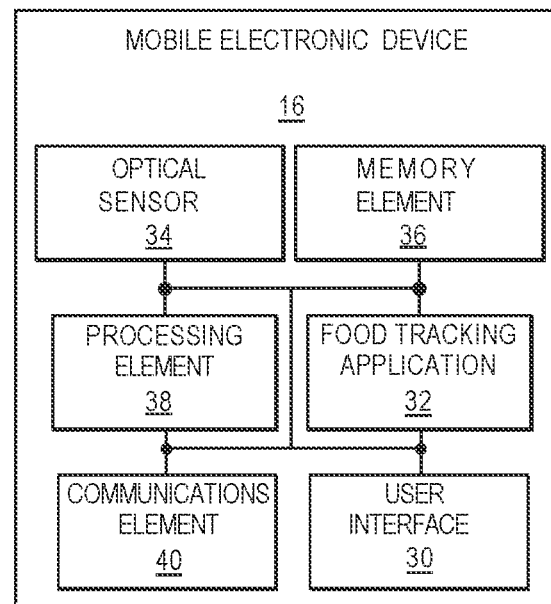 MOBILE ELECTRONIC DEVICE
16
OPTICAL
SENSOR
34
MEMORY
ELEMENT
36
PROCESSING
ELEMENT
38
FOOD TRACKING
APPLICATION
32
COMMUNICATIONS
ELEMENT
40
USER
INTERFACE
30